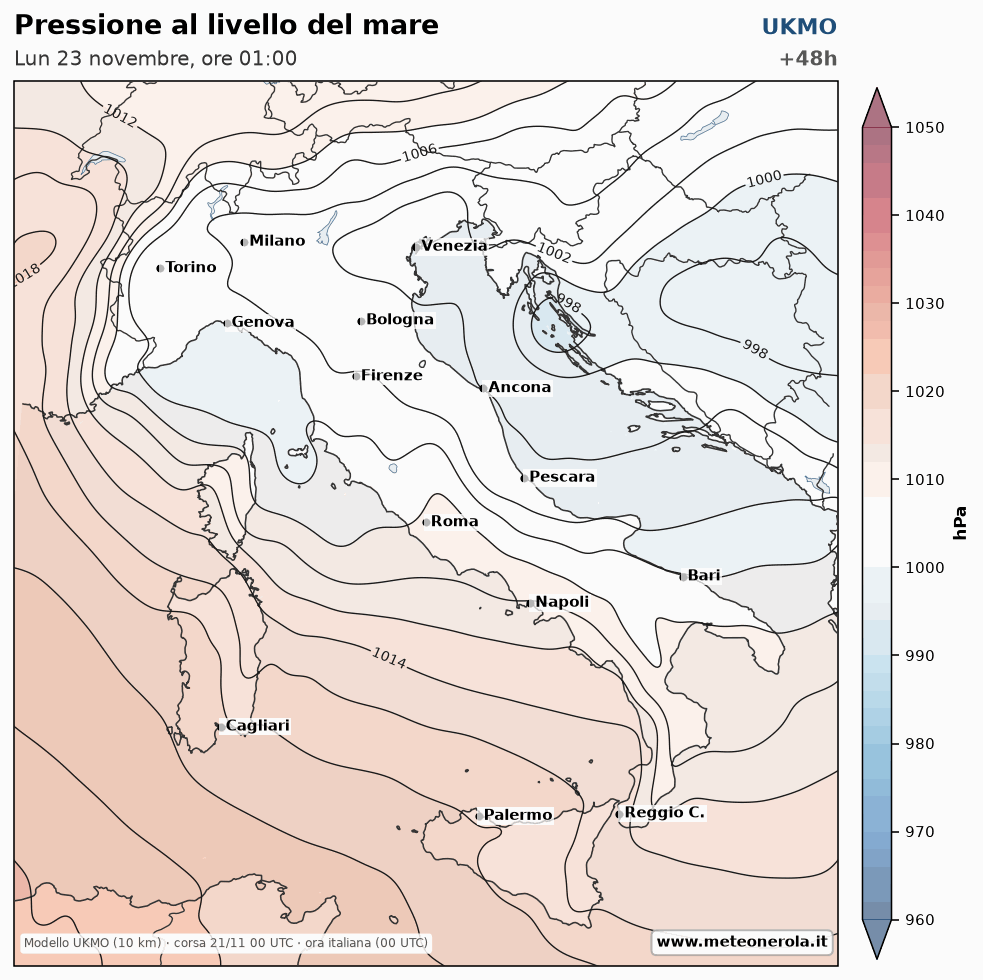 Pressione al livello del mare
UKMO
Lun 23 novembre, ore 01:00
+48h
1012
1006
1000
1018
1002
998
998
1014
Milano
Venezia
Torino
Genova
Bologna
Firenze
Ancona
Pescara
Roma
Bari
Napoli
Cagliari
Palermo
Reggio C.
1050
1040
1030
1020
1010
1000
990
980
970
960
hPa
Modello UKMO (10 km) · corsa 21/11 00 UTC · ora italiana (00 UTC)
www.meteonerola.it